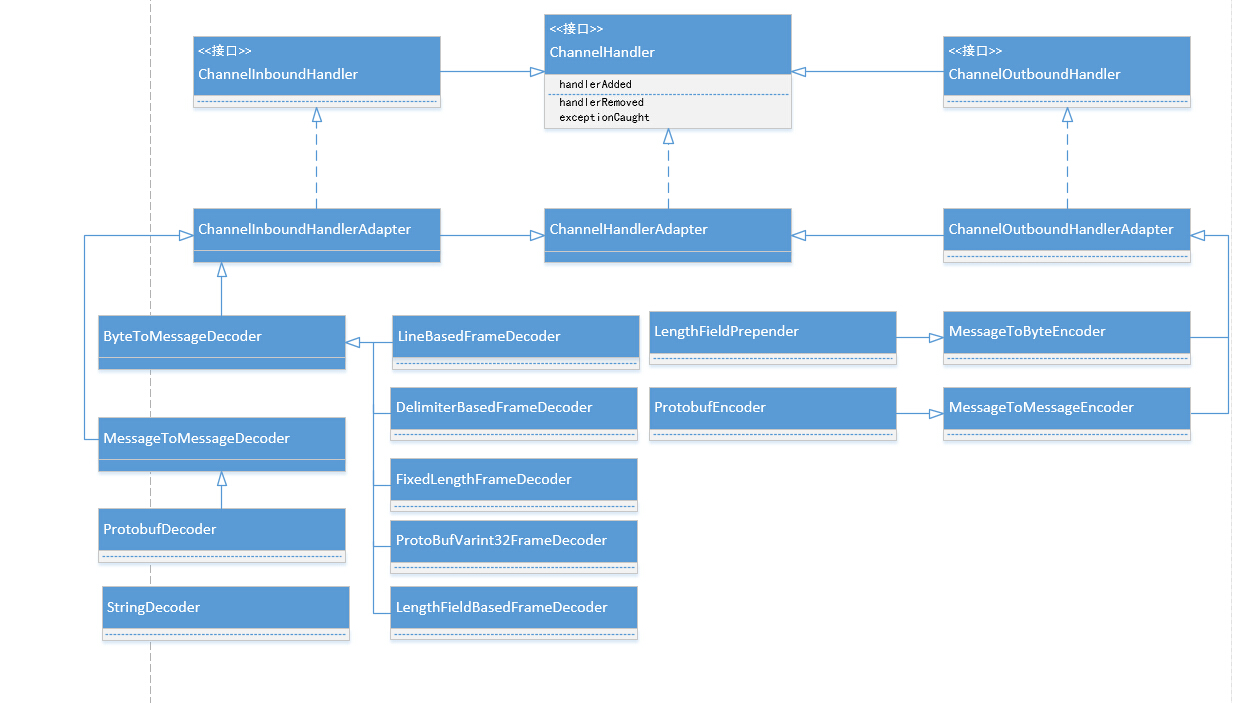 <<接口>>
ChannelInboundHandler
<<接口>>
ChannelHandler
handlerAdded
handlerRemoved
exceptionCaught
<<接口>>
ChannelOutboundHandler
ChannelInboundHandlerAdapter
ChannelHandlerAdapter
ChannelOutboundHandlerAdapter
ByteToMessageDecoder
LineBasedFrameDecoder
LengthFieldPrepender
MessageToByteEncoder
DelimiterBasedFrameDecoder
ProtobufEncoder
MessageToMessageEncoder
MessageToMessageDecoder
FixedLengthFrameDecoder
ProtobufDecoder
ProtoBufVarint32FrameDecoder
StringDecoder
LengthFieldBasedFrameDecoder